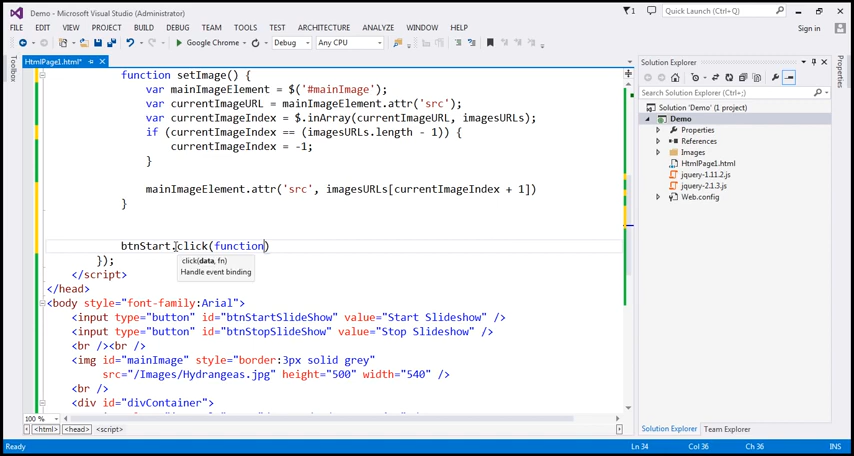 Demo - Microsoft Visual Studio (Administrator)
1
Quick Launch (Ctrl+Q)
FILE EDIT VIEW PROJECT BUILD DEBUG TEAM TOOLS TEST ARCHITECTURE ANALYZE WINDOW HELP
Sign in
Google Chrome Debug Any CPU
Toolbox
HtmlPage1.html*
function setImage() {
var mainImageElement = $('#mainImage');
var currentImageURL = mainImageElement.attr('src');
var currentImageIndex = $.inArray(currentImageURL, imagesURLs);
if (currentImageIndex == (imagesURLs.length - 1)) {
currentImageIndex = -1;
}
mainImageElement.attr('src', imagesURLs[currentImageIndex + 1])
}
btnStart.click(function)
click(data, fn)
Handle event binding
});
</script>
</head>
<body style="font-family:Arial">
<input type="button" id="btnStartSlideShow" value="Start Slideshow" />
<input type="button" id="btnStopSlideShow" value="Stop Slideshow" />
<br /><br />
<img id="mainImage" style="border:3px solid grey"
src="/Images/Hydrangeas.jpg" height="500" width="540" />
<br />
<div id="divContainer">
100 %
<html> <head> <script>
Solution Explorer
Search Solution Explorer (Ctrl+;)
Solution 'Demo' (1 project)
Demo
Properties
References
Images
HtmlPage1.html
jquery-1.11.2.js
jquery-2.1.3.js
Web.config
Solution Explorer Team Explorer
Properties
Ready Ln 34 Col 36 Ch 36 INS